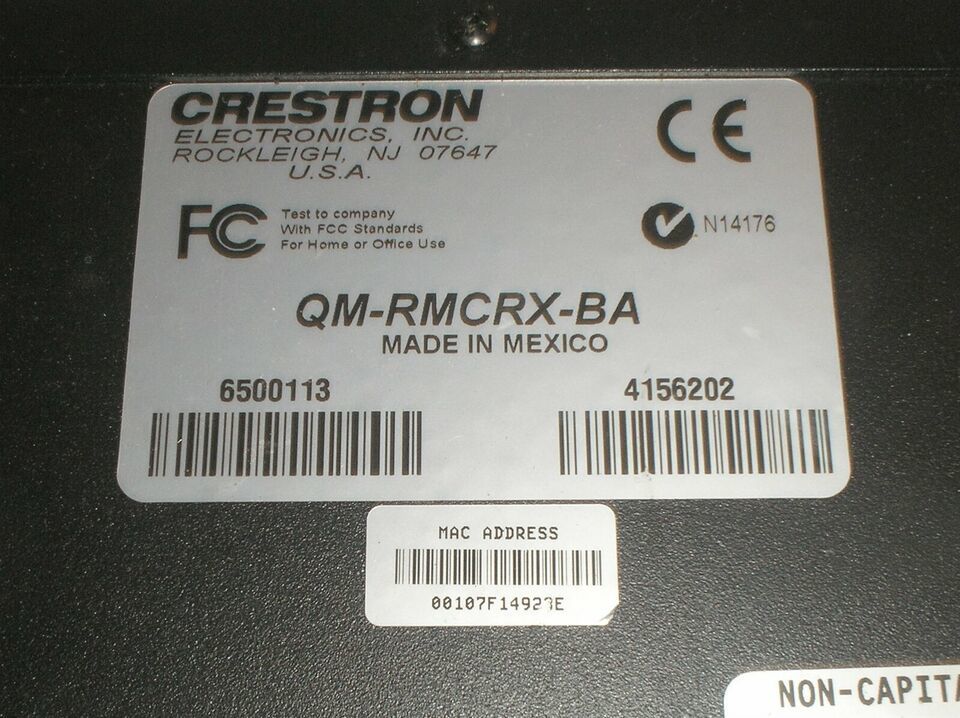 CRESTRON
ELECTRONICS, INC.
ROCKLEIGH, NJ 07647
U.S.A.
CE
FC
Test to company
With FCC Standards
For Home or Office Use
N14176
QM-RMCRX-BA
MADE IN MEXICO
6500113
4156202
MAC ADDRESS
NON-CAPITA